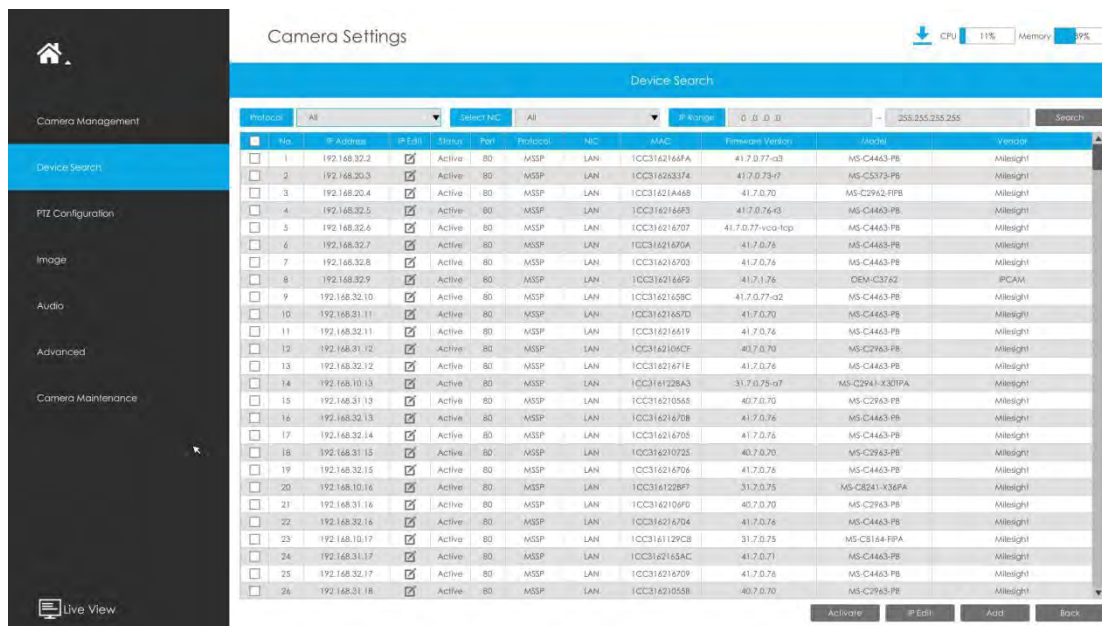 Camera Settings
CPU 11% Memory 39%
Device Search
Camera Management
Device Search
PTZ Configuration
Image
Audio
Advanced
Camera Maintenance
Live View
Protocol All Select NIC All IP Range 0 .0 .0 .0 ~ 255.255.255.255 Search
No. IP Address IP Edit Status Port Protocol NIC MAC Firmware Version Model Vendor
1 192.168.32.2 Active 80 MSSP LAN 1CC3162166FA 41.7.0.77-a3 MS-C4463-PB Milesight
2 192.168.20.3 Active 80 MSSP LAN 1CC316263374 41.7.0.73-r7 MS-C5373-PB Milesight
3 192.168.20.4 Active 80 MSSP LAN 1CC31621A468 41.7.0.70 MS-C2962-FIPB Milesight
4 192.168.32.5 Active 80 MSSP LAN 1CC3162166F5 41.7.0.76-r3 MS-C4463-PB Milesight
5 192.168.32.6 Active 80 MSSP LAN 1CC316216707 41.7.0.77-vca-tcp MS-C4463-PB Milesight
6 192.168.32.7 Active 80 MSSP LAN 1CC31621670A 41.7.0.76 MS-C4463-PB Milesight
7 192.168.32.8 Active 80 MSSP LAN 1CC316216703 41.7.0.76 MS-C4463-PB Milesight
8 192.168.32.9 Active 80 MSSP LAN 1CC3162166F2 41.7.1.76 DEM-C3762 IPCAM
9 192.168.32.10 Active 80 MSSP LAN 1CC31621658C 41.7.0.77-a2 MS-C4463-PB Milesight
10 192.168.31.11 Active 80 MSSP LAN 1CC31621657D 41.7.0.70 MS-C4463-PB Milesight
11 192.168.32.11 Active 80 MSSP LAN 1CC316216619 41.7.0.76 MS-C4463-PB Milesight
12 192.168.31.12 Active 80 MSSP LAN 1CC3162106CF 40.7.0.70 MS-C2963-PB Milesight
13 192.168.32.12 Active 80 MSSP LAN 1CC31621671E 41.7.0.76 MS-C4463-PB Milesight
14 192.168.10.13 Active 80 MSSP LAN 1CC3161228A3 31.7.0.75-a7 MS-C2941-X30TPA Milesight
15 192.168.31.13 Active 80 MSSP LAN 1CC316210565 40.7.0.70 MS-C2963-PB Milesight
16 192.168.32.13 Active 80 MSSP LAN 1CC31621670B 41.7.0.76 MS-C4463-PB Milesight
17 192.168.32.14 Active 80 MSSP LAN 1CC316216705 41.7.0.76 MS-C4463-PB Milesight
18 192.168.31.15 Active 80 MSSP LAN 1CC316210725 40.7.0.70 MS-C2963-PB Milesight
19 192.168.32.15 Active 80 MSSP LAN 1CC316216706 41.7.0.76 MS-C4463-PB Milesight
20 192.168.10.16 Active 80 MSSP LAN 1CC3161228F7 31.7.0.75 MS-C8241-X36PA Milesight
21 192.168.31.16 Active 80 MSSP LAN 1CC3162106F0 40.7.0.70 MS-C2963-PB Milesight
22 192.168.32.16 Active 80 MSSP LAN 1CC316216704 41.7.0.76 MS-C4463-PB Milesight
23 192.168.10.17 Active 80 MSSP LAN 1CC3161129CB 31.7.0.75 MS-C8164-FIPA Milesight
24 192.168.31.17 Active 80 MSSP LAN 1CC3162165AC 41.7.0.71 MS-C4463-PB Milesight
25 192.168.32.17 Active 80 MSSP LAN 1CC316216709 41.7.0.76 MS-C4463-PB Milesight
26 192.168.31.18 Active 80 MSSP LAN 1CC31621055B 40.7.0.70 MS-C2963-PB Milesight
Activate IP Edit Add Back